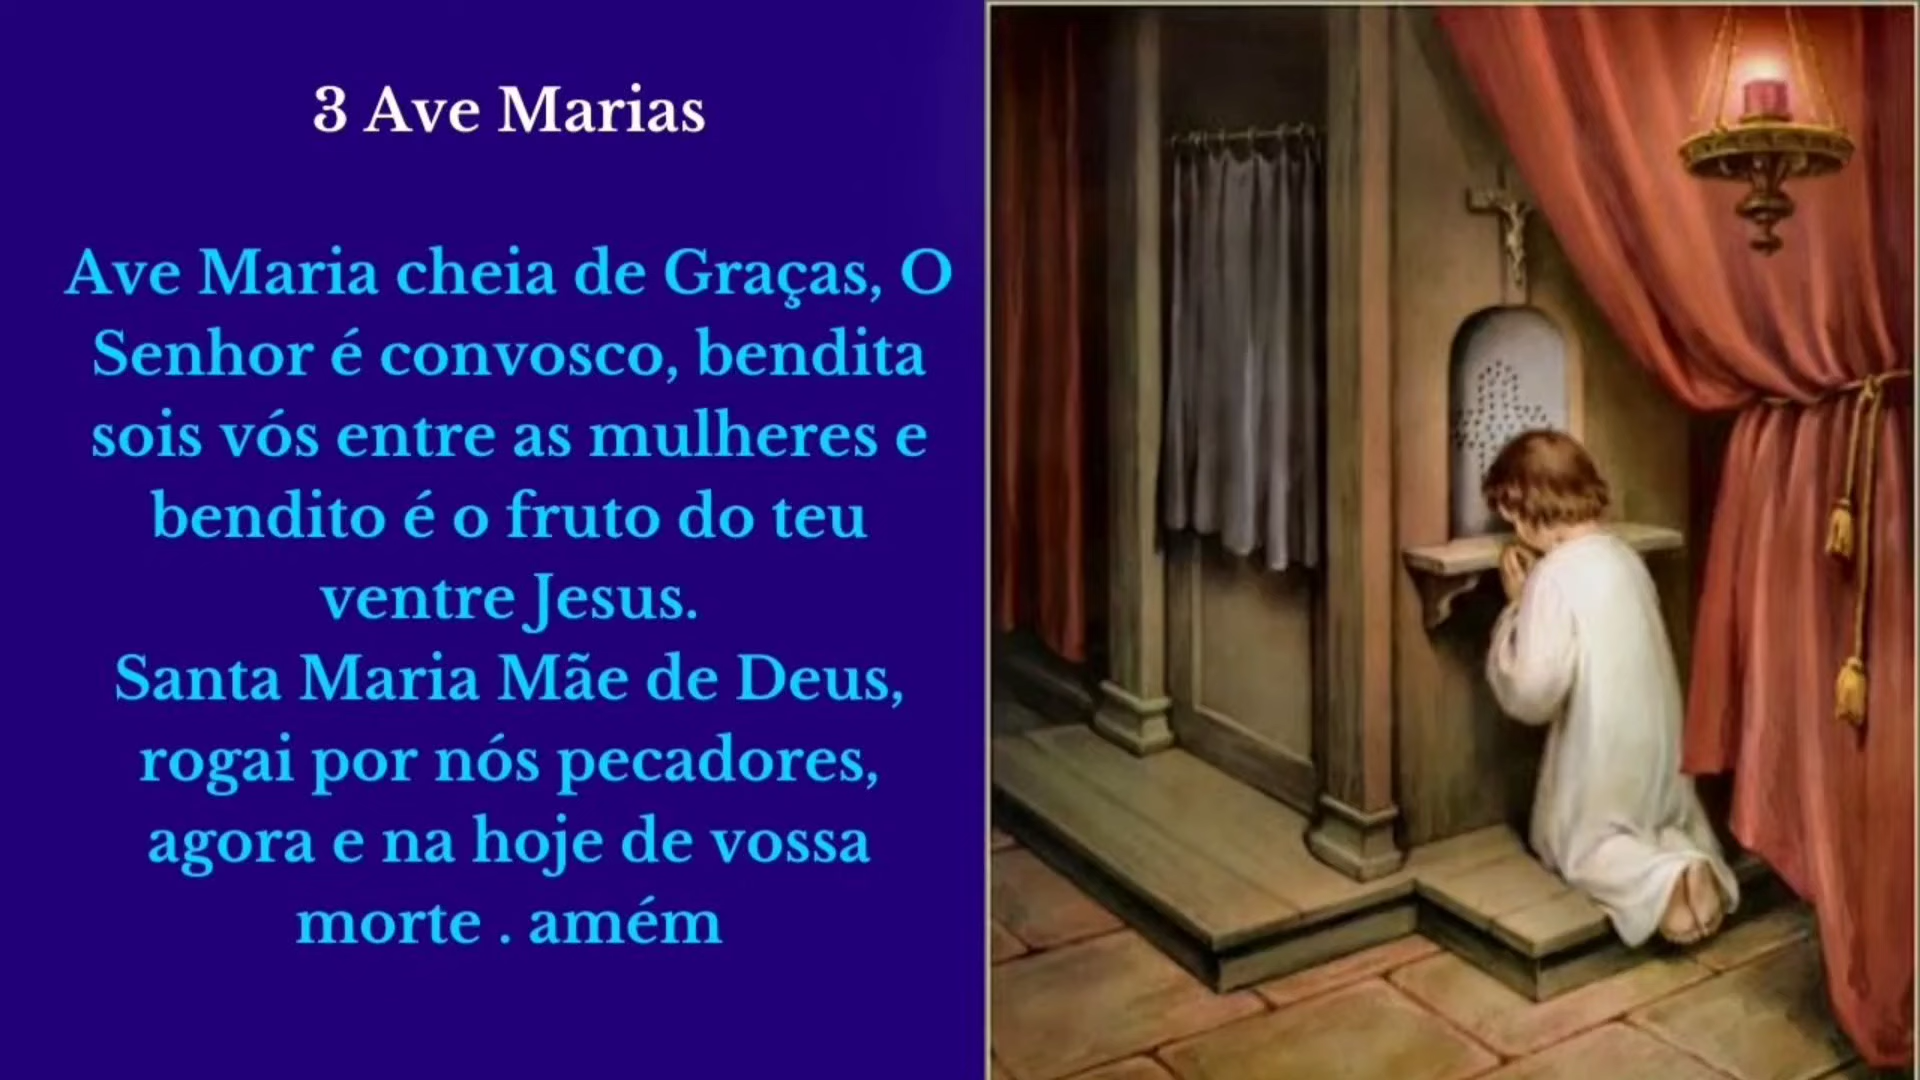 3 Ave Marias
Ave Maria cheia de Graças, O
Senhor é convosco, bendita
sois vós entre as mulheres e
bendito é o fruto do teu
ventre Jesus.
Santa Maria Mãe de Deus,
rogai por nós pecadores,
agora e na hoje de vossa
morte . amém